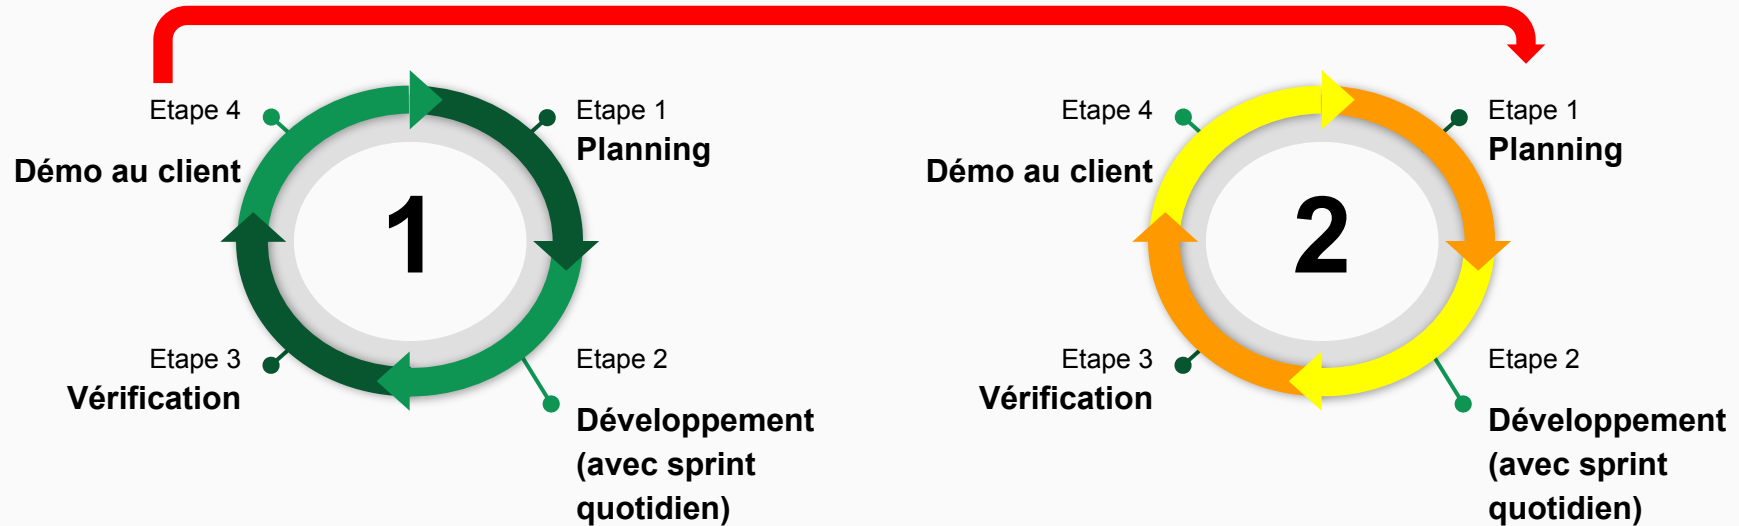 Etape 4
Démo au client
Etape 1
Planning
1
Etape 3
Vérification
Etape 2
Développement
(avec sprint
quotidien)
Etape 4
Démo au client
Etape 1
Planning
2
Etape 3
Vérification
Etape 2
Développement
(avec sprint
quotidien)